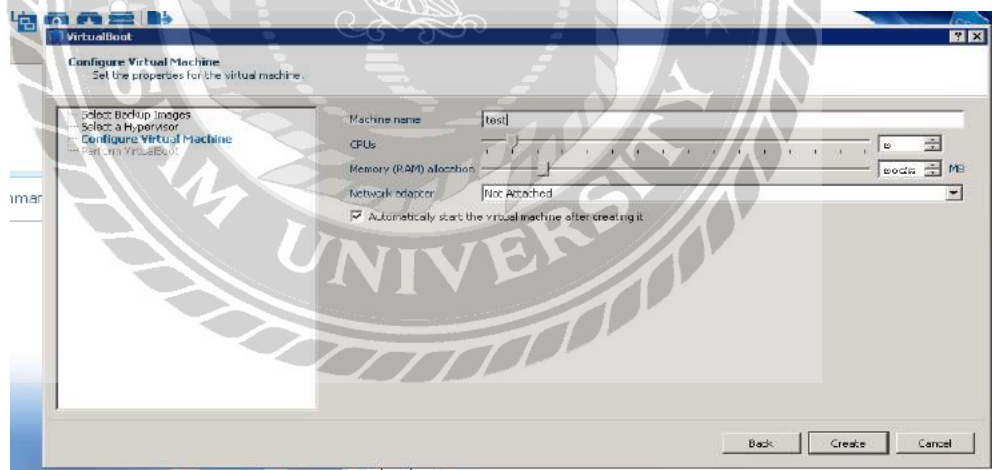 VirtualBoot
Configure Virtual Machine
Set the properties for the virtual machine.
Select Backup Images
Select a Hypervisor
Configure Virtual Machine
Perform VirtualBoot
Machine name test
CPUs
Memory (RAM) allocation MB
Network adapter Not Attached
Automatically start the virtual machine after creating it
UNIVERSITY
Back Create Cancel